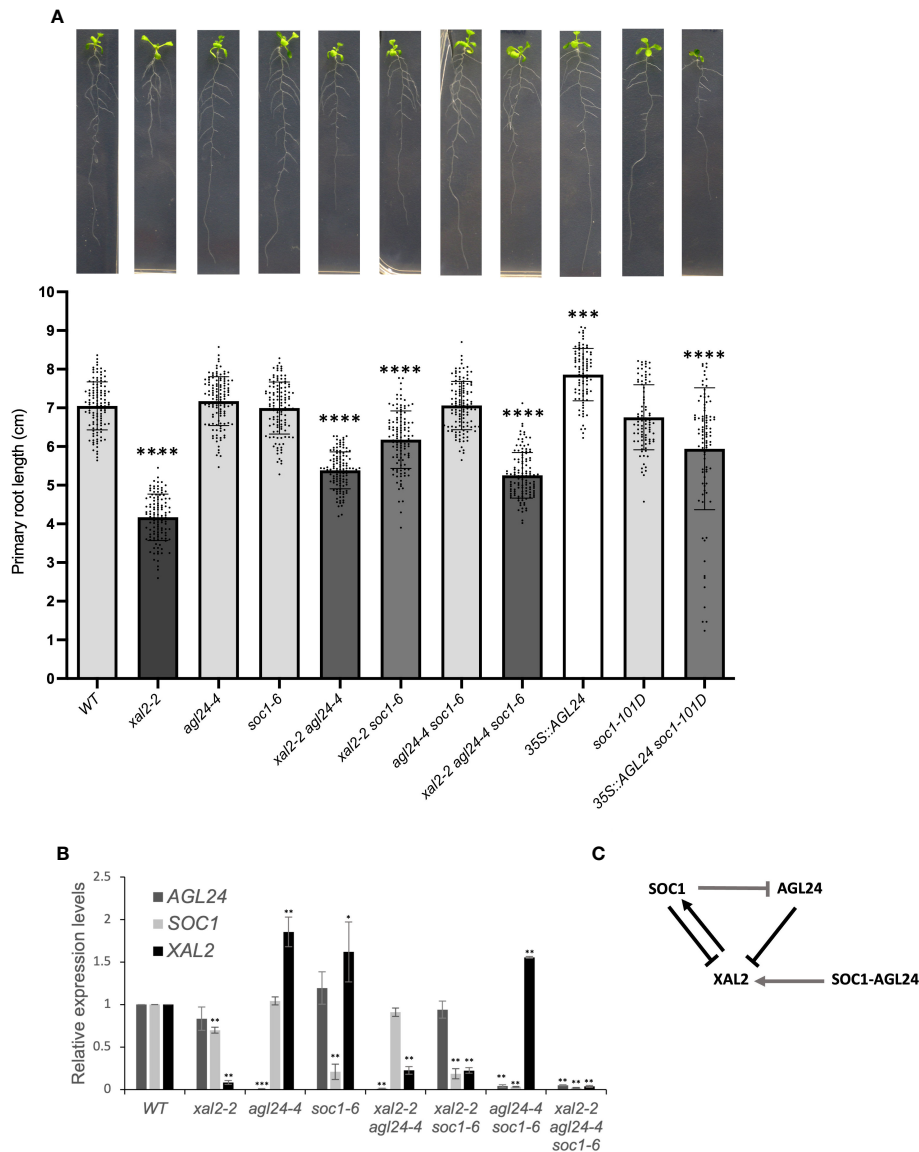 A
10
9
8
7
6
5
4
3
2
1
0
Primary root length (cm)
****
****
****
****
***
****
WT
xal2-2
agl24-4
soc1-6
xal2-2 agl24-4
xal2-2 soc1-6
agl24-4 soc1-6
xal2-2 agl24-4 soc1-6
35S::AGL24
soc1-101D
35S::AGL24 soc1-101D
B
Relative expression levels
2.5
2
1.5
1
0.5
0
AGL24
SOC1
XAL2
** ** *** ** ** * ** ** ** ** ** ** ** ** ** **
WT
xal2-2
agl24-4
soc1-6
xal2-2
agl24-4
xal2-2
soc1-6
agl24-4
soc1-6
xal2-2
agl24-4
soc1-6
C
SOC1 AGL24
XAL2 SOC1-AGL24